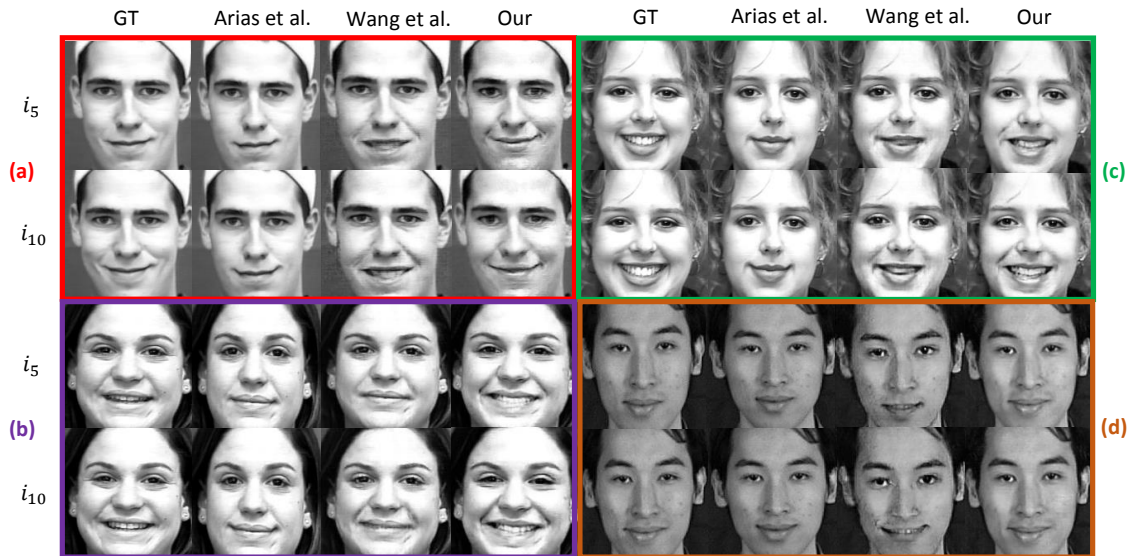 GT Arias et al. Wang et al. Our GT Arias et al. Wang et al. Our
i₅
(a) (c)
i₁₀
i₅
(b) (d)
i₁₀